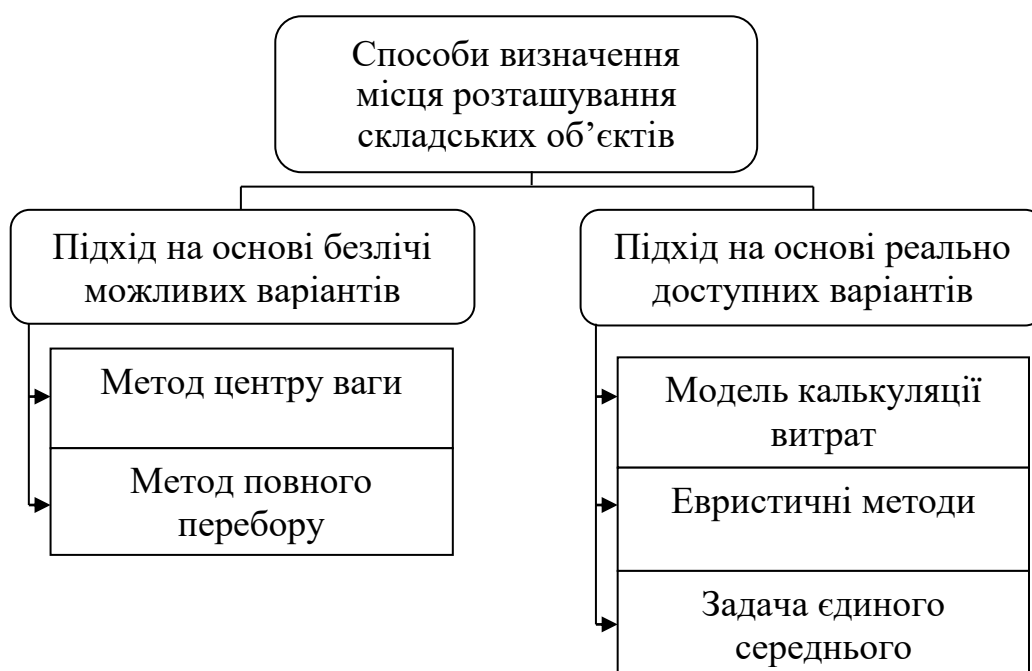 Способи визначення
місця розташування
складських об’єктів
Підхід на основі безлічі
можливих варіантів
Метод центру ваги
Метод повного
перебору
Підхід на основі реально
доступних варіантів
Модель калькуляції
витрат
Евристичні методи
Задача єдиного
середнього